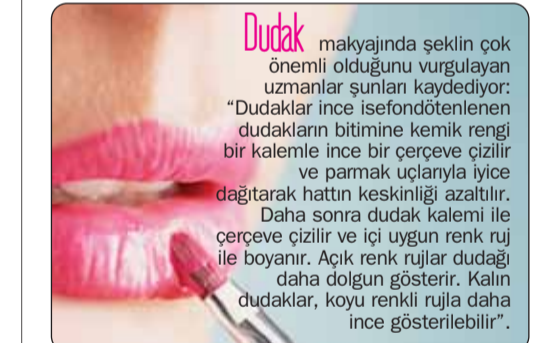 Dudak makyajında şeklin çok
önemli olduğunu vurgulayan
uzmanlar şunları kaydediyor:
“Dudaklar ince isefondötenlenen
dudakların bitimine kemik rengi
bir kalemle ince bir çerçeve çizilir
ve parmak uçlarıyla iyice
dağıtarak hattın keskinliği azaltılır.
Daha sonra dudak kalemi ile
çerçeve çizilir ve içi uygun renk ruj
ile boyanır. Açık renk rujlar dudağı
daha dolgun gösterir. Kalın
dudaklar, koyu renkli rujla daha
ince gösterilebilir”.